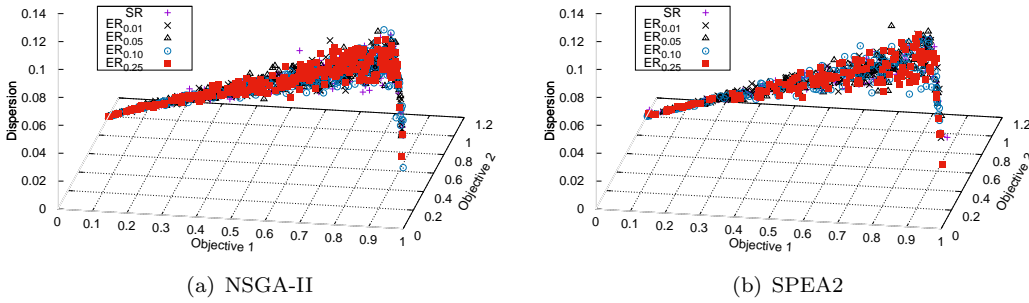 SR
ER0.01
ER0.05
ER0.10
ER0.25
Dispersion
0.14
0.12
0.1
0.08
0.06
0.04
0.02
0
0
0.1
0.2
0.3
0.4
0.5
0.6
0.7
0.8
0.9
1
Objective 1
0
0.2
0.4
0.6
0.8
1
1.2
Objective 2
(a) NSGA-II
SR
ER0.01
ER0.05
ER0.10
ER0.25
Dispersion
0.14
0.12
0.1
0.08
0.06
0.04
0.02
0
0
0.1
0.2
0.3
0.4
0.5
0.6
0.7
0.8
0.9
1
Objective 1
0
0.2
0.4
0.6
0.8
1
1.2
Objective 2
(b) SPEA2